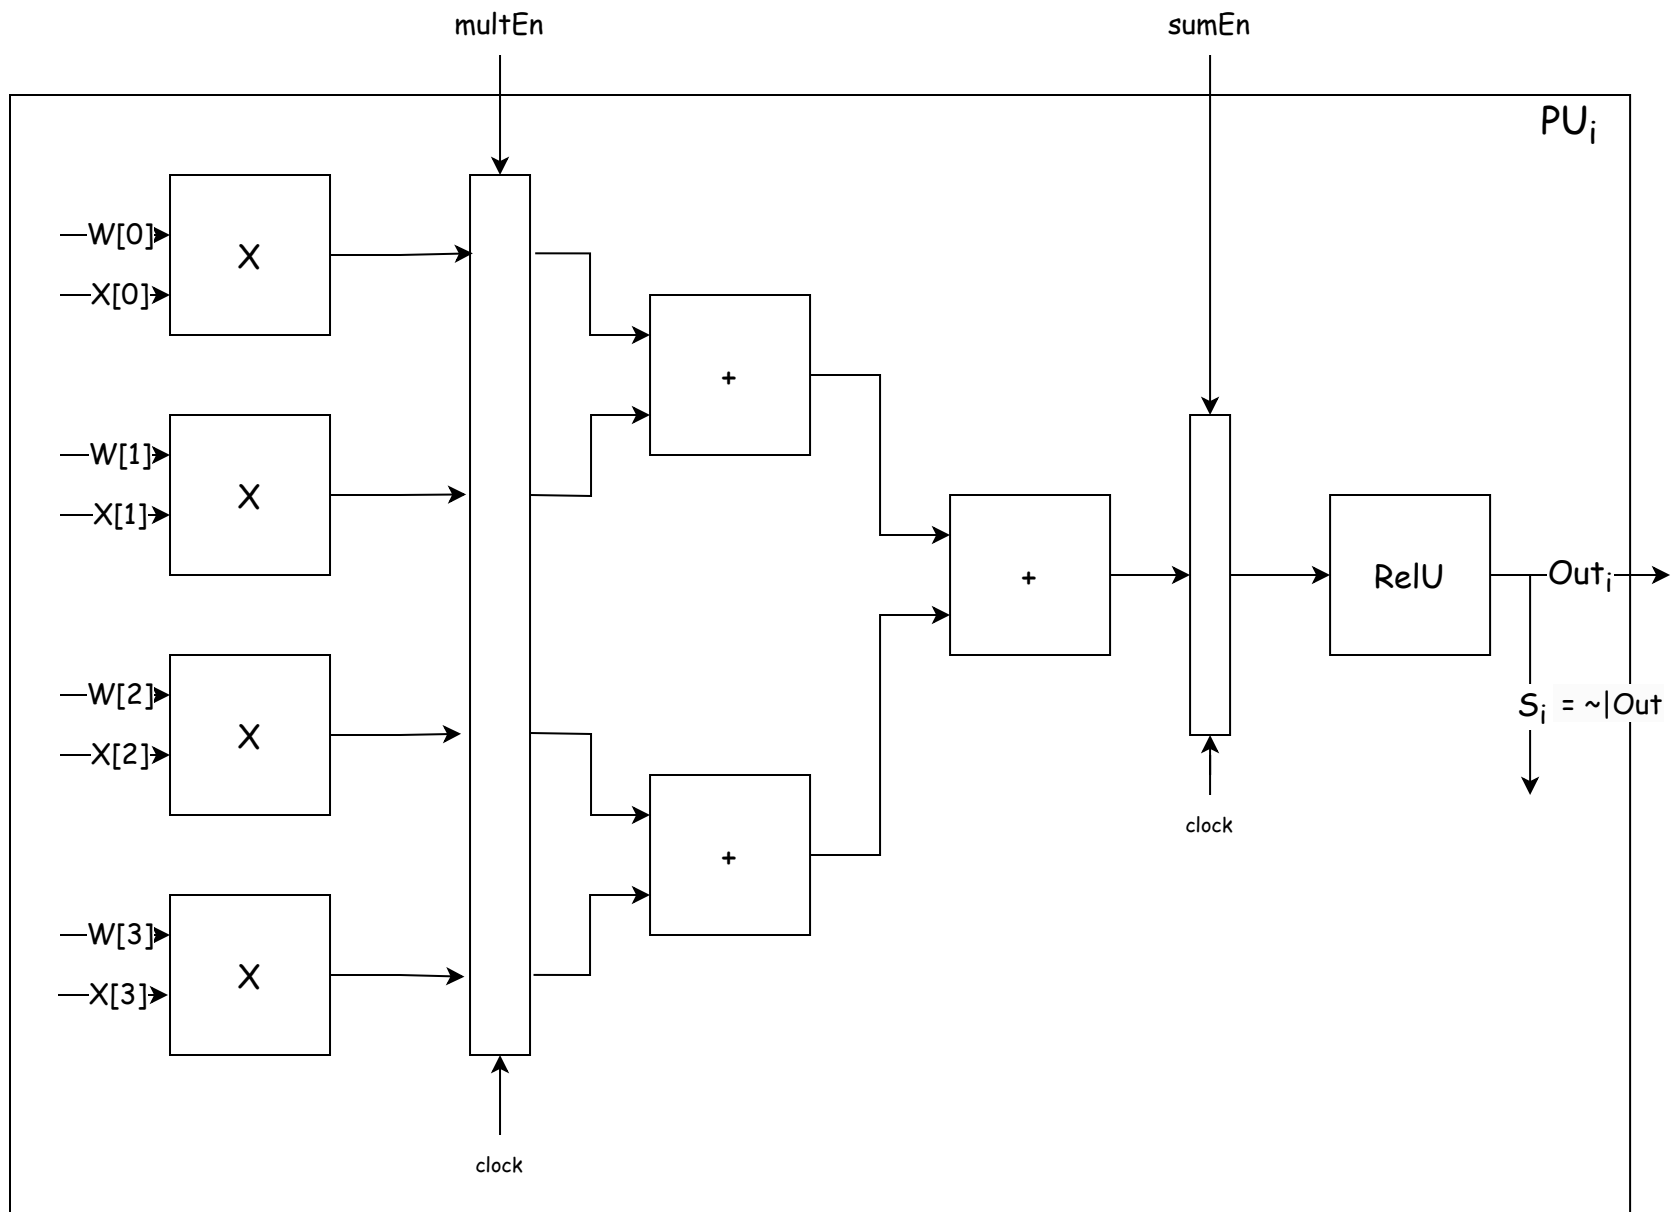 multEn
sumEn
PUi
W[0]
X[0]
X
W[1]
X[1]
X
W[2]
X[2]
X
W[3]
X[3]
X
+
+
+
RelU
Outi
Si = ~|Out
clock
clock